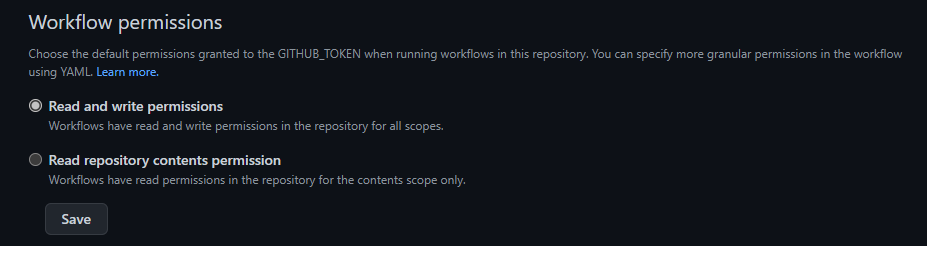 Workflow permissions
Choose the default permissions granted to the GITHUB_TOKEN when running workflows in this repository. You can specify more granular permissions in the workflow
using YAML. Learn more.
Read and write permissions
Workflows have read and write permissions in the repository for all scopes.
Read repository contents permission
Workflows have read permissions in the repository for the contents scope only.
Save